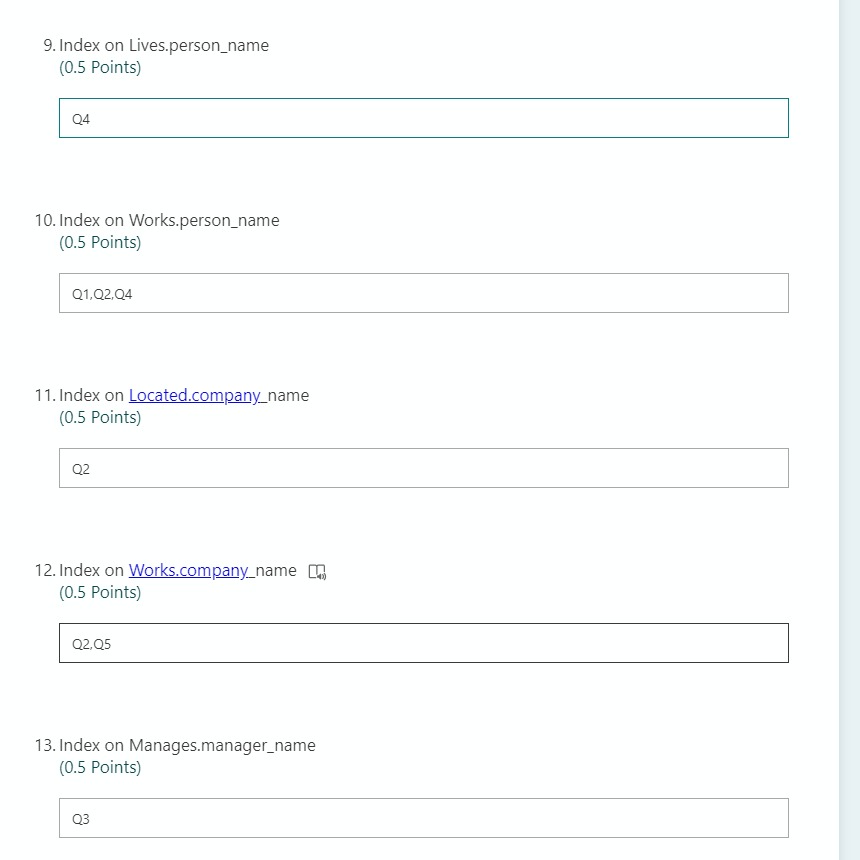 9. Index on Lives.person_name
(0.5 Points)
Q4
10. Index on Works.person_name
(0.5 Points)
Q1,Q2,Q4
11. Index on Located.company_name
(0.5 Points)
Q2
12. Index on Works.company_name
(0.5 Points)
Q2,Q5
13. Index on Manages.manager_name
(0.5 Points)
Q3